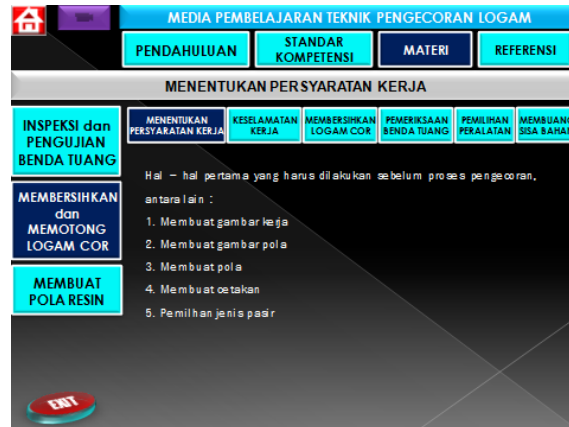 MEDIA PEMBELAJARAN TEKNIK PENGECORAN LOGAM
PENDAHULUAN
STANDAR
KOMPETENSI
MATERI
REFERENSI
MENENTUKAN PERSYARATAN KERJA
INSPEKSI dan
PENGUJIAN
BENDA TUANG
MEMBERSIHKAN
dan
MEMOTONG
LOGAM COR
MEMBUAT
POLA RESIN
MENENTUKAN
PERSYARATAN KERJA
KESELAMATAN
KERJA
MEMBERSIHKAN
LOGAM COR
PEMERIKSAAN
BENDA TUANG
PEMILIHAN
PERALATAN
MEMBUANG
SISA BAHAN
Hal – hal pertama yang harus dilakukan sebelum proses pengecoran,
antara lain :
1. Membuat gambar kerja
2. Membuat gambar pola
3. Membuat pola
4. Membuat cetakan
5. Pemilhan jenis pasir
EXIT